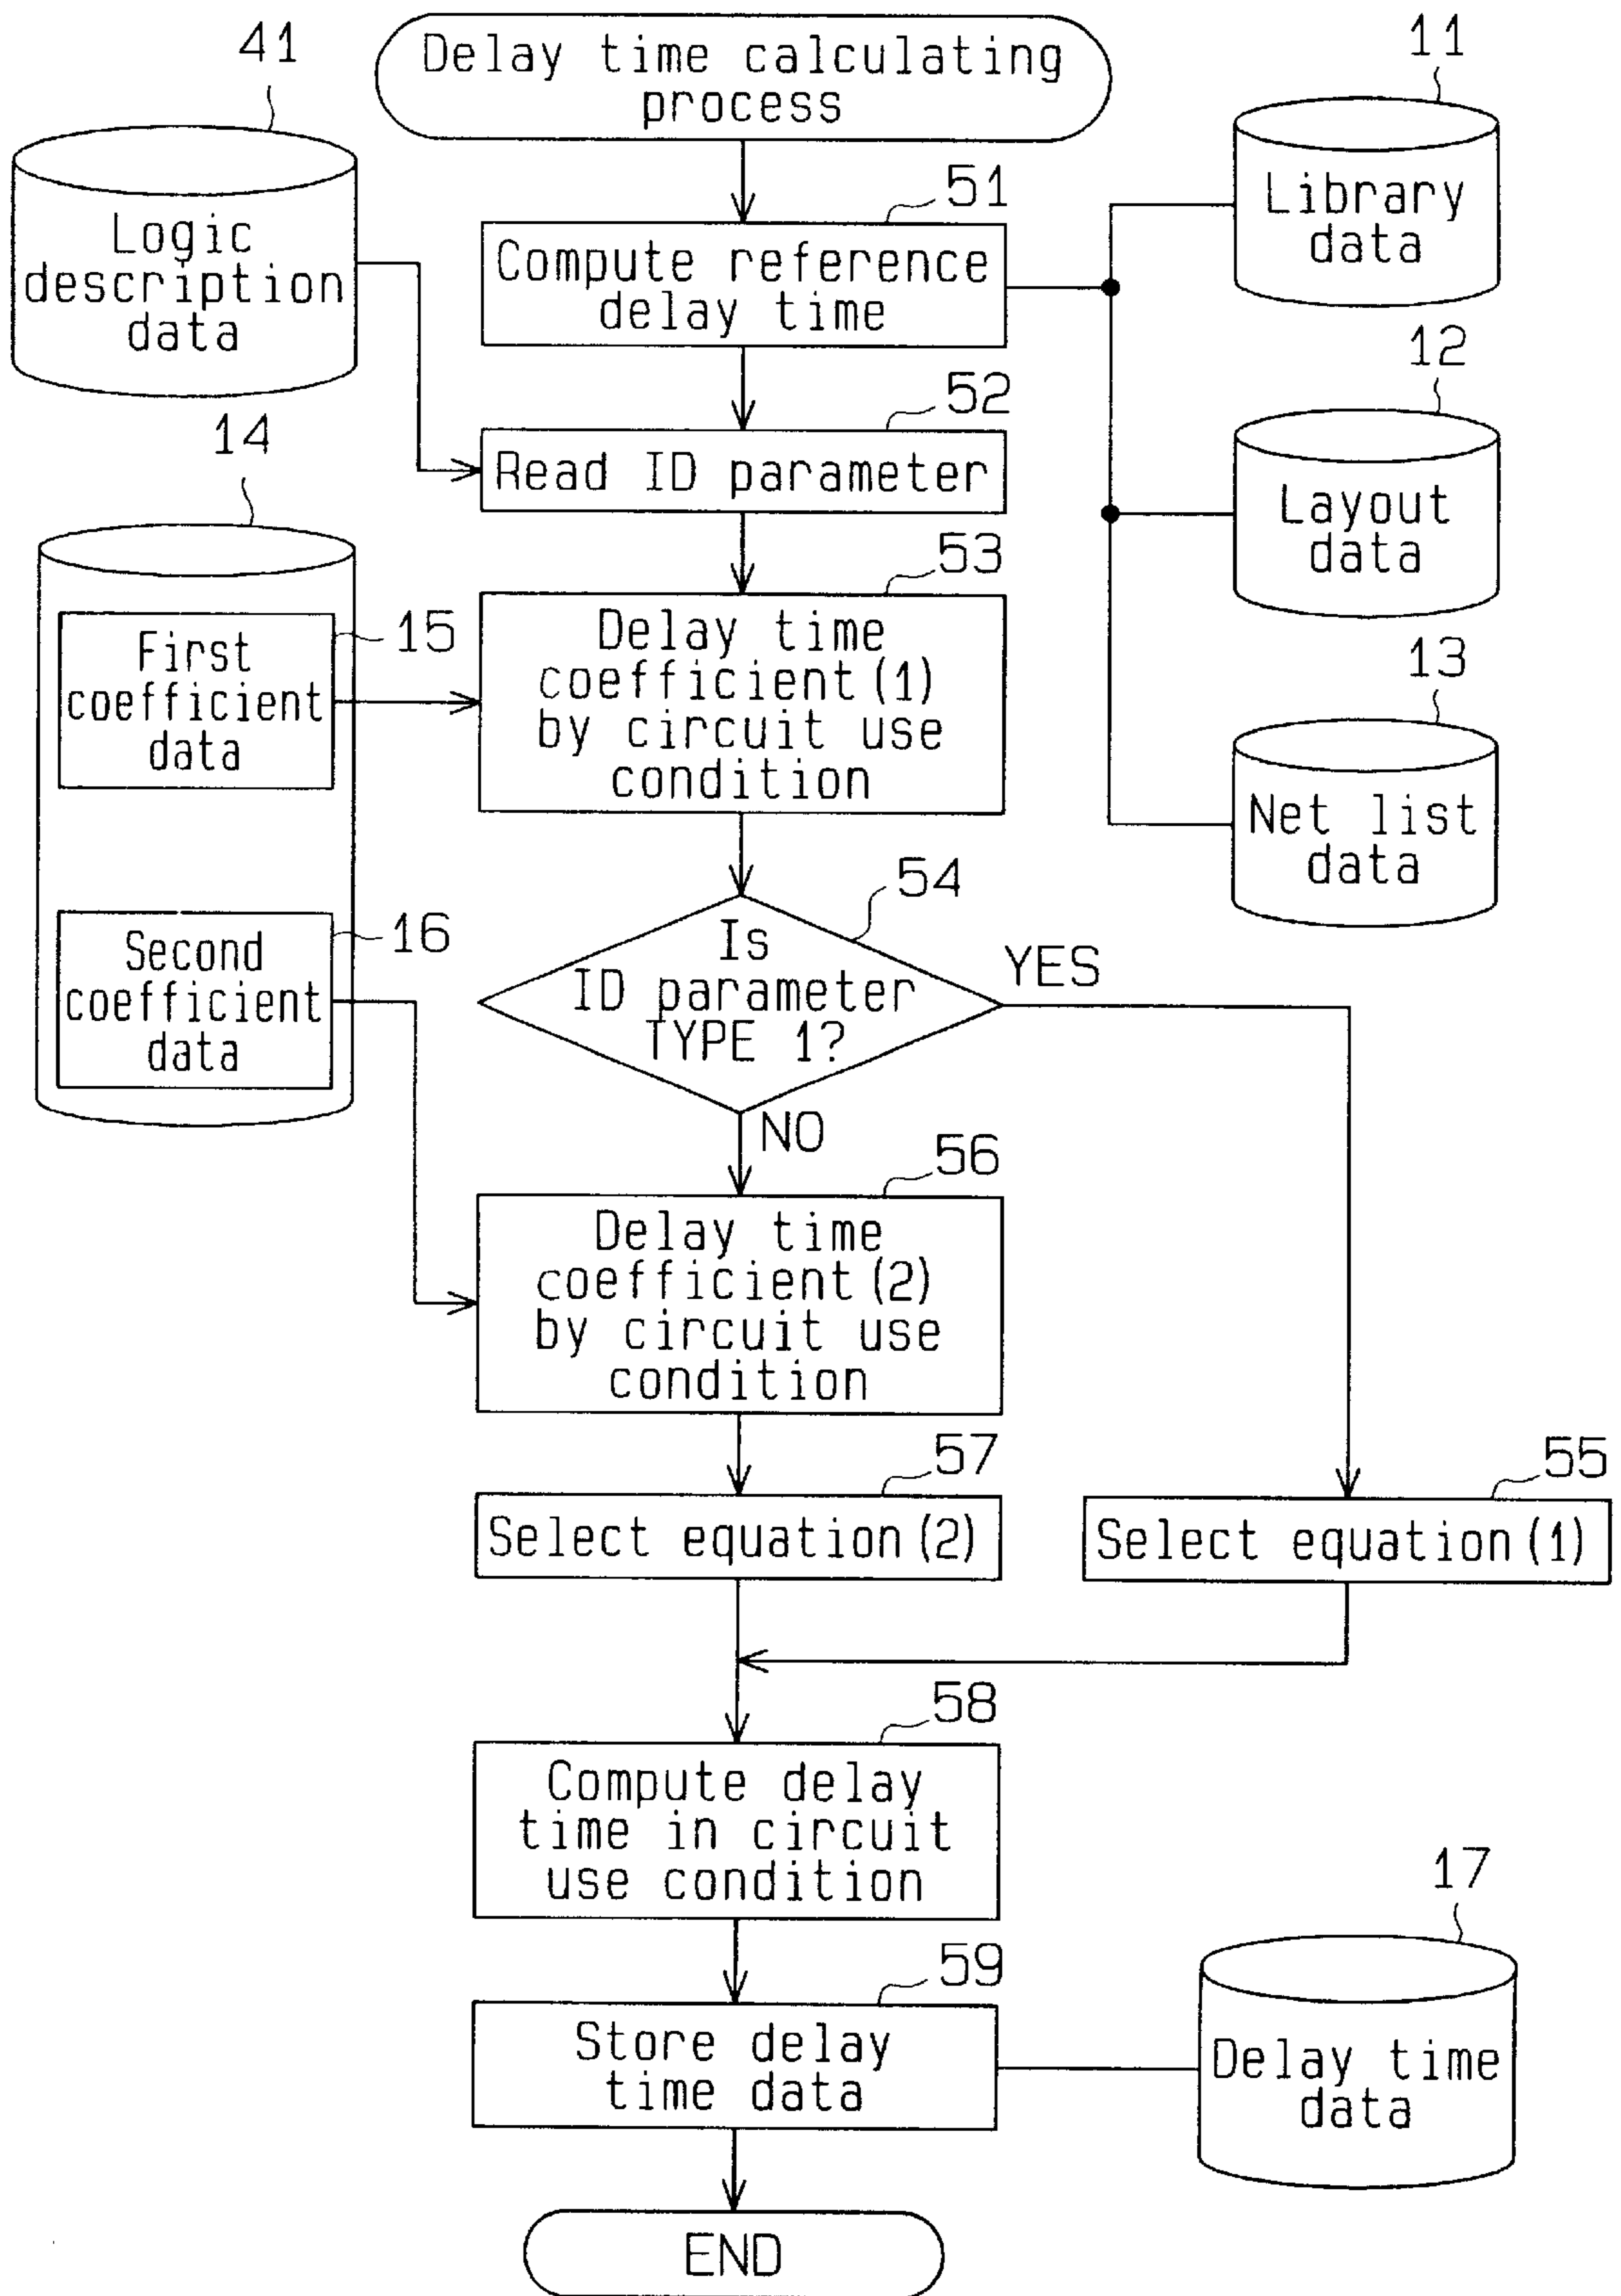 41
Delay time calculating
process
11
Logic
description
data
51
Compute reference
delay time
Library
data
12
52
Read ID parameter
Layout
data
14
53
15
First
coefficient
data
Delay time
coefficient(1)
by circuit use
condition
13
Net list
data
54
16
Second
coefficient
data
Is
ID parameter
TYPE 1?
YES
NO
56
Delay time
coefficient(2)
by circuit use
condition
57
Select equation(2)
55
Select equation(1)
58
Compute delay
time in circuit
use condition
17
59
Store delay
time data
Delay time
data
END